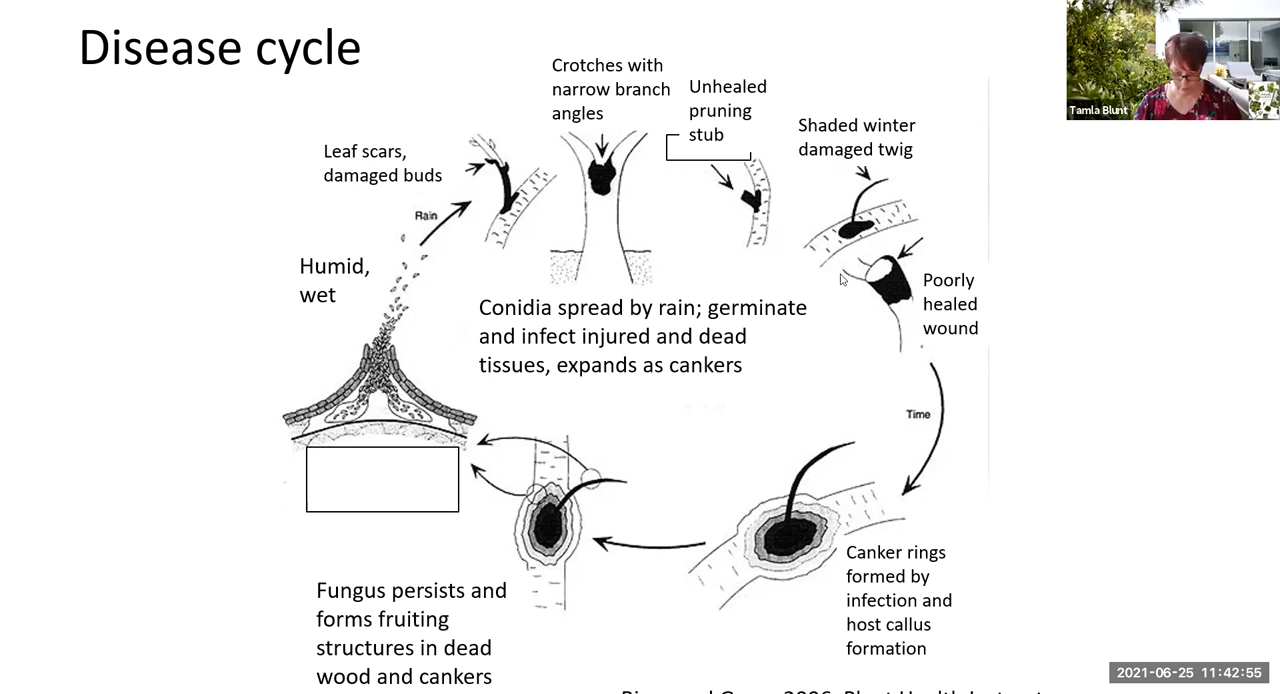 Disease cycle
Crotches with
narrow branch
angles
Unhealed
pruning
stub
Shaded winter
damaged twig
Leaf scars,
damaged buds
Rain
Humid,
wet
Poorly
healed
wound
Conidia spread by rain; germinate
and infect injured and dead
tissues, expands as cankers
Time
Canker rings
formed by
infection and
host callus
formation
Fungus persists and
forms fruiting
structures in dead
wood and cankers
Tamla Blunt
2021-06-25 11:42:55